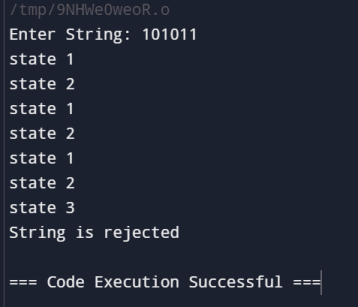 /tmp/9NHWe0weoR.o
Enter String: 101011
state 1
state 2
state 1
state 2
state 1
state 2
state 3
String is rejected
=== Code Execution Successful ===